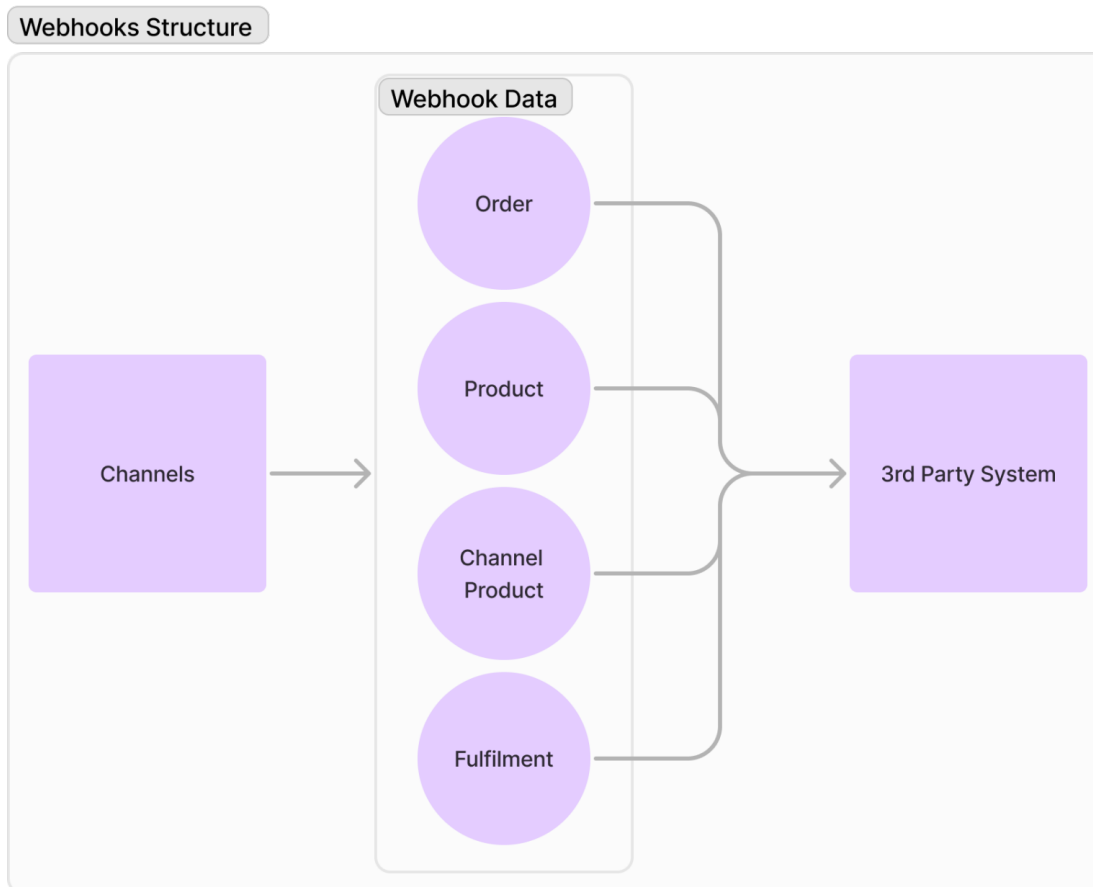 Webhooks Structure
Webhook Data
Order
Product
Channels
3rd Party System
Channel
Product
Fulfilment